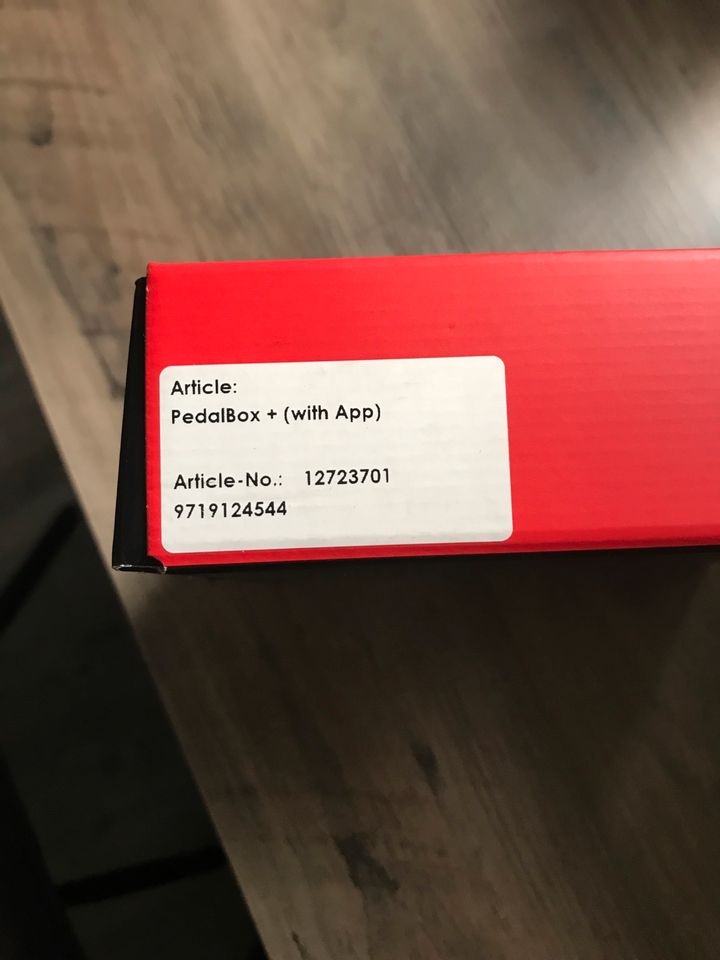 Article:
PedalBox + (with App)
Article-No.: 12723701
9719124544